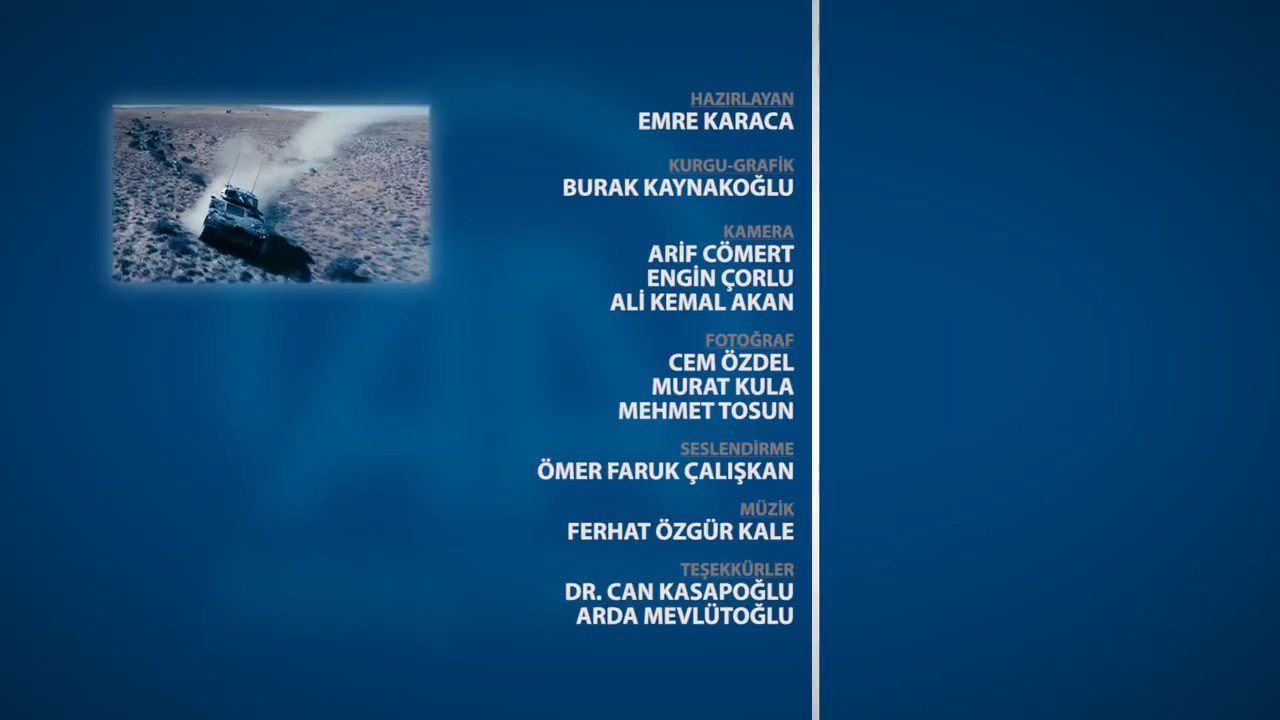 HAZIRLAYAN
EMRE KARACA
KURGU-GRAFİK
BURAK KAYNAKOĞLU
KAMERA
ARİF CÖMERT
ENGİN ÇORLU
ALİ KEMAL AKAN
FOTOĞRAF
CEM ÖZDEL
MURAT KULA
MEHMET TOSUN
SESLENDİRME
ÖMER FARUK ÇALIŞKAN
MÜZİK
FERHAT ÖZGÜR KALE
TEŞEKKÜRLER
DR. CAN KASAPOĞLU
ARDA MEVLÜTOĞLU